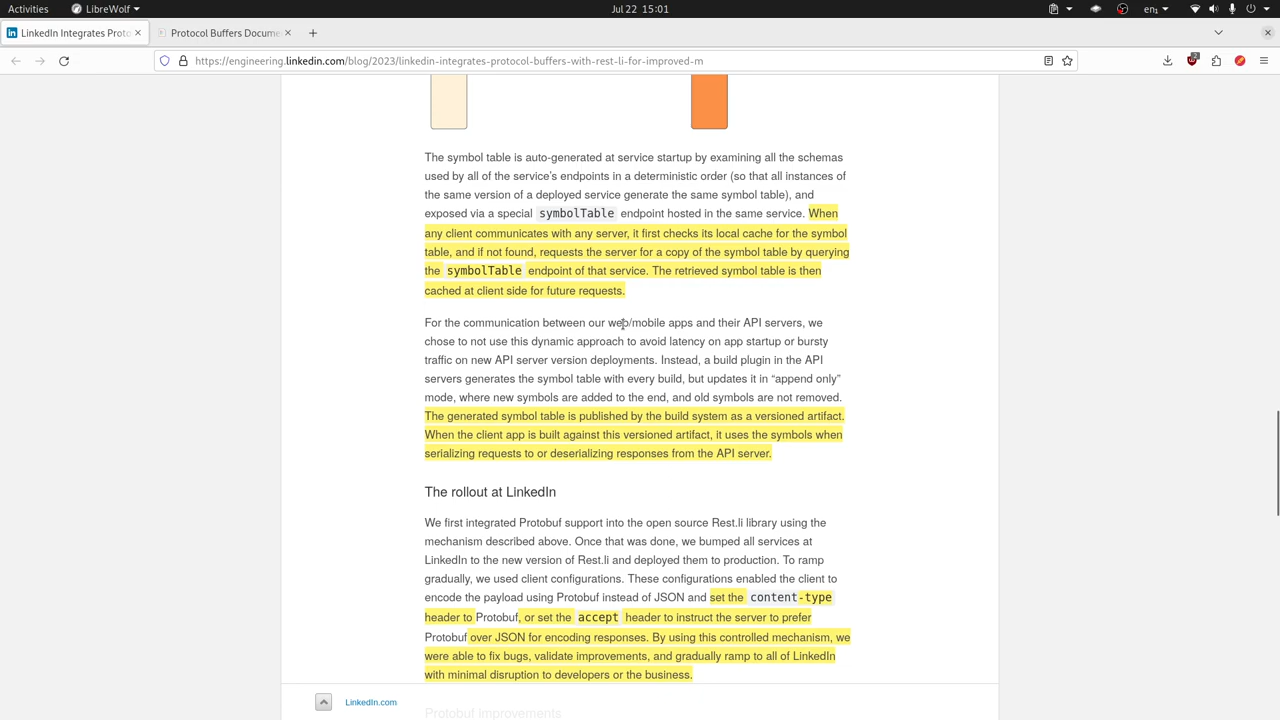 Activities
LibreWolf
Jul 22 15:01
en
LinkedIn Integrates Proto
Protocol Buffers Docume
https://engineering.linkedin.com/blog/2023/linkedin-integrates-protocol-buffers-with-rest-li-for-improved-m
2
The symbol table is auto-generated at service startup by examining all the schemas
used by all of the service's endpoints in a deterministic order (so that all instances of
the same version of a deployed service generate the same symbol table), and
exposed via a special symbolTable endpoint hosted in the same service. When
any client communicates with any server, it first checks its local cache for the symbol
table, and if not found, requests the server for a copy of the symbol table by querying
the symbolTable endpoint of that service. The retrieved symbol table is then
cached at client side for future requests.
For the communication between our web/mobile apps and their API servers, we
chose to not use this dynamic approach to avoid latency on app startup or bursty
traffic on new API server version deployments. Instead, a build plugin in the API
servers generates the symbol table with every build, but updates it in “append only”
mode, where new symbols are added to the end, and old symbols are not removed.
The generated symbol table is published by the build system as a versioned artifact.
When the client app is built against this versioned artifact, it uses the symbols when
serializing requests to or deserializing responses from the API server.
The rollout at LinkedIn
We first integrated Protobuf support into the open source Rest.li library using the
mechanism described above. Once that was done, we bumped all services at
LinkedIn to the new version of Rest.li and deployed them to production. To ramp
gradually, we used client configurations. These configurations enabled the client to
encode the payload using Protobuf instead of JSON and set the content-type
header to Protobuf, or set the accept header to instruct the server to prefer
Protobuf over JSON for encoding responses. By using this controlled mechanism, we
were able to fix bugs, validate improvements, and gradually ramp to all of LinkedIn
with minimal disruption to developers or the business.
LinkedIn.com
Protobuf improvements